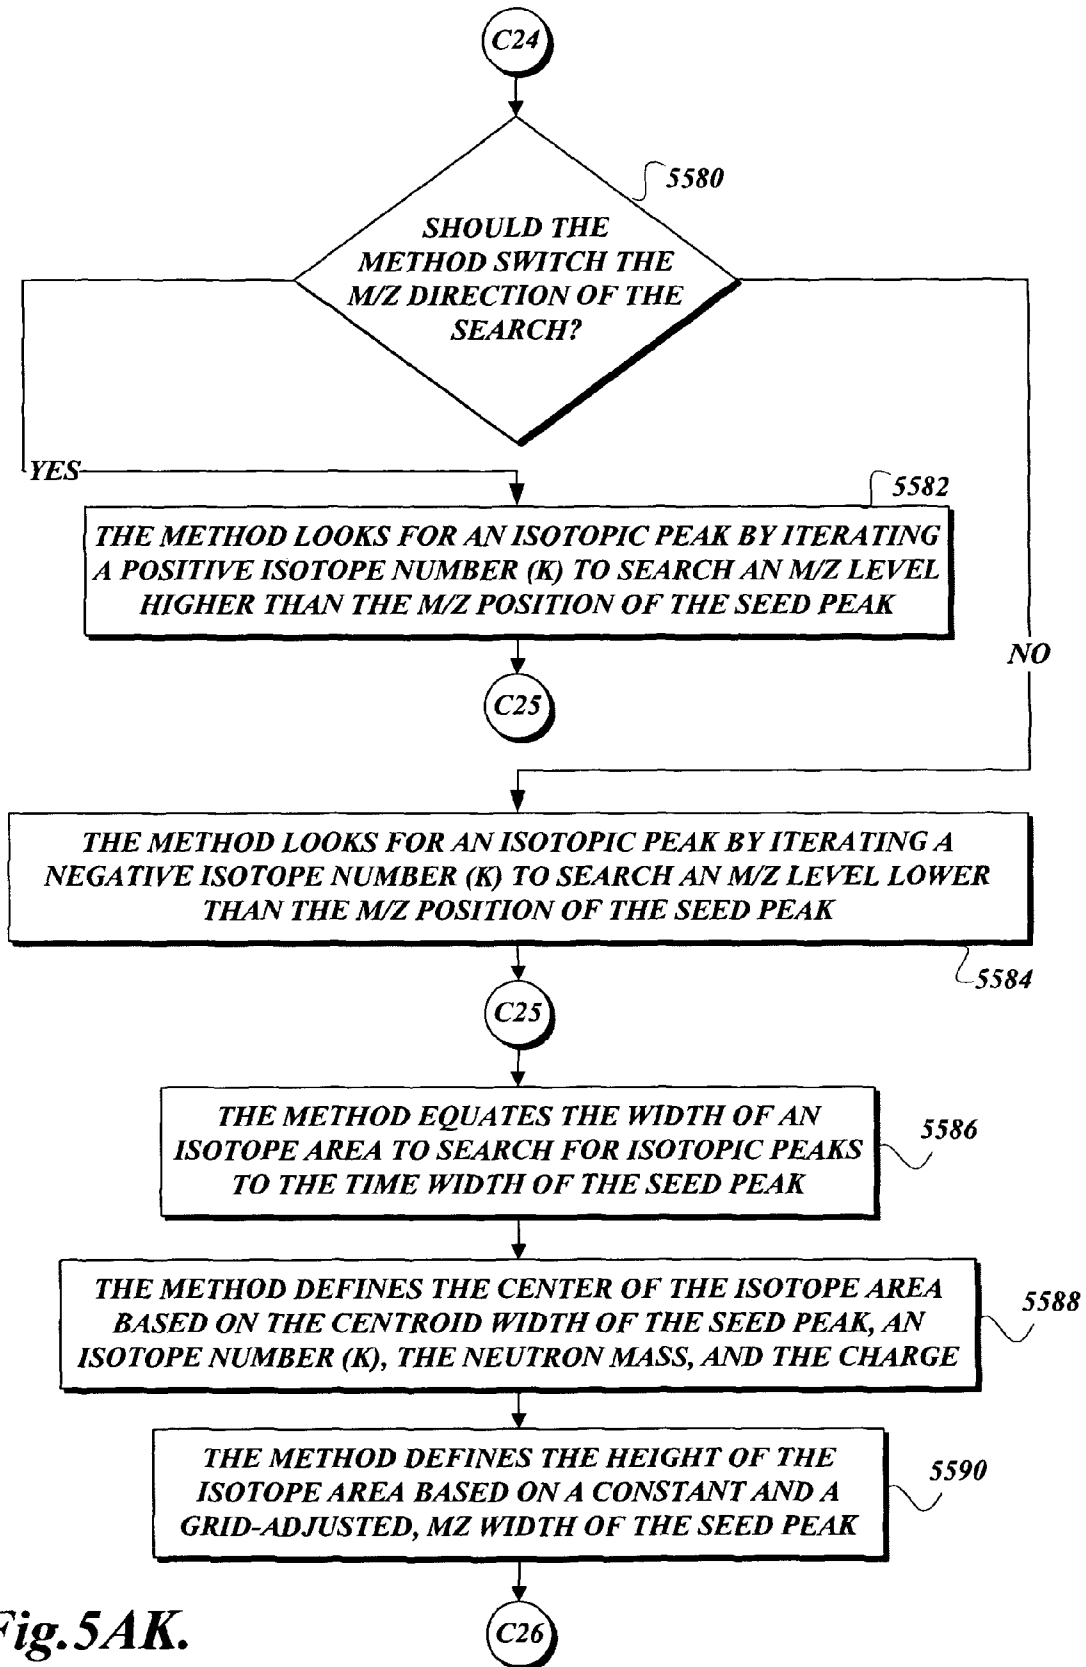 C24
5580
SHOULD THE
METHOD SWITCH THE
M/Z DIRECTION OF THE
SEARCH?
YES
5582
THE METHOD LOOKS FOR AN ISOTOPIC PEAK BY ITERATING
A POSITIVE ISOTOPE NUMBER (K) TO SEARCH AN M/Z LEVEL
HIGHER THAN THE M/Z POSITION OF THE SEED PEAK
NO
C25
THE METHOD LOOKS FOR AN ISOTOPIC PEAK BY ITERATING A
NEGATIVE ISOTOPE NUMBER (K) TO SEARCH AN M/Z LEVEL LOWER
THAN THE M/Z POSITION OF THE SEED PEAK
5584
C25
THE METHOD EQUATES THE WIDTH OF AN
ISOTOPE AREA TO SEARCH FOR ISOTOPIC PEAKS
TO THE TIME WIDTH OF THE SEED PEAK
5586
THE METHOD DEFINES THE CENTER OF THE ISOTOPE AREA
BASED ON THE CENTROID WIDTH OF THE SEED PEAK, AN
ISOTOPE NUMBER (K), THE NEUTRON MASS, AND THE CHARGE
5588
THE METHOD DEFINES THE HEIGHT OF THE
ISOTOPE AREA BASED ON A CONSTANT AND A
GRID-ADJUSTED, MZ WIDTH OF THE SEED PEAK
5590
C26
Fig.5AK.